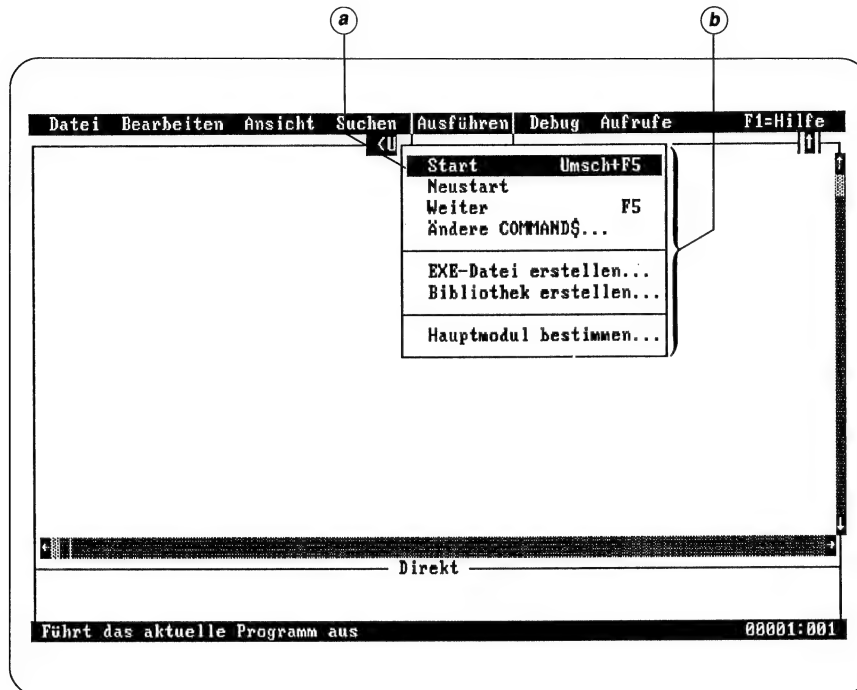 a b
Datei Bearbeiten Ansicht Suchen Ausführen Debug Aufrufe F1=Hilfe
<U
Start Umsch+F5
Neustart
Weiter F5
Ändere COMMAND$...
EXE-Datei erstellen...
Bibliothek erstellen...
Hauptmodul bestimmen...
Direkt
Führt das aktuelle Programm aus 00001:001